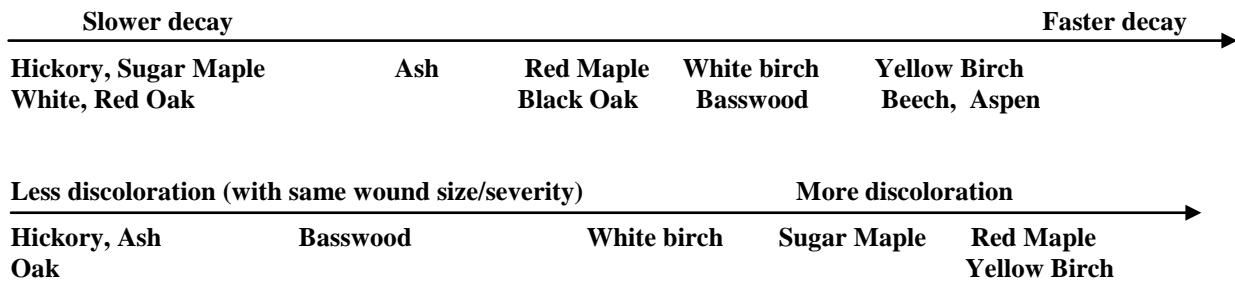 Slower decay Faster decay
Hickory, Sugar Maple Ash Red Maple White birch Yellow Birch
White, Red Oak Black Oak Basswood Beech, Aspen
Less discoloration (with same wound size/severity) More discoloration
Hickory, Ash Basswood White birch Sugar Maple Red Maple
Oak Yellow Birch